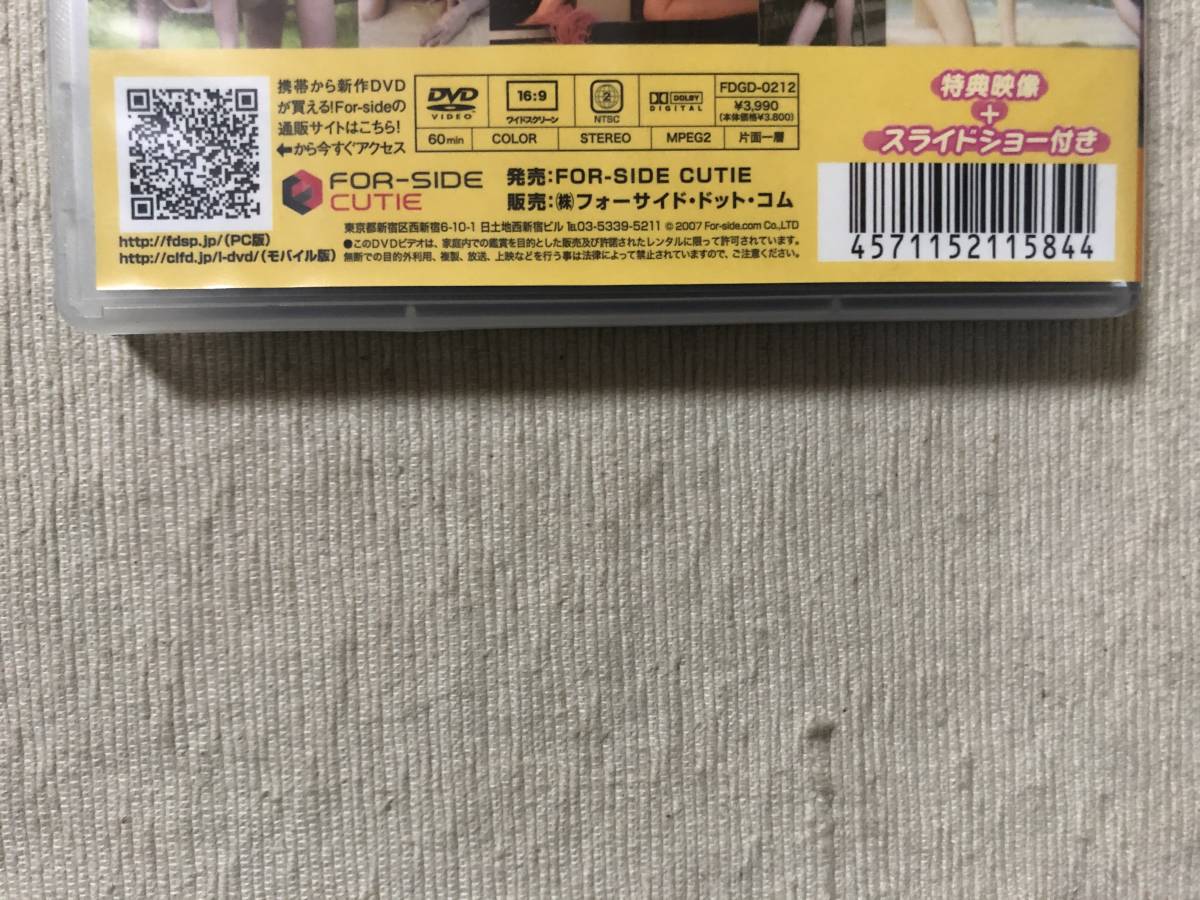 携帯から新作DVD
が買える!For-sideの
通販サイトはこちら!
←から今すぐアクセス
DVD
VIDEO
16:9
ワイドスクリーン
2
NTSC
DOLBY
DIGITAL
FDGD-0212
¥3,990
(本体価格¥3,800)
60min
COLOR
STEREO
MPEG2
片面一層
FOR-SIDE
CUTIE
発売:FOR-SIDE CUTIE
販売:㈱フォーサイド・ドット・コム
東京都新宿区西新宿6-10-1 日土地西新宿ビル ℡03-5339-5211 © 2007 For-side.com Co.,LTD
●このDVDビデオは、家庭内での鑑賞を目的とした販売及び許諾されたレンタルに限って許可されています。
無断での目的外利用、複製、放送、上映などを行う事は法律によって禁止されていますので、ご注意ください。
http://fdsp.jp/(PC版)
http://clfd.jp/l-dvd/(モバイル版)
特典映像
+
スライドショー付き
4571152115844